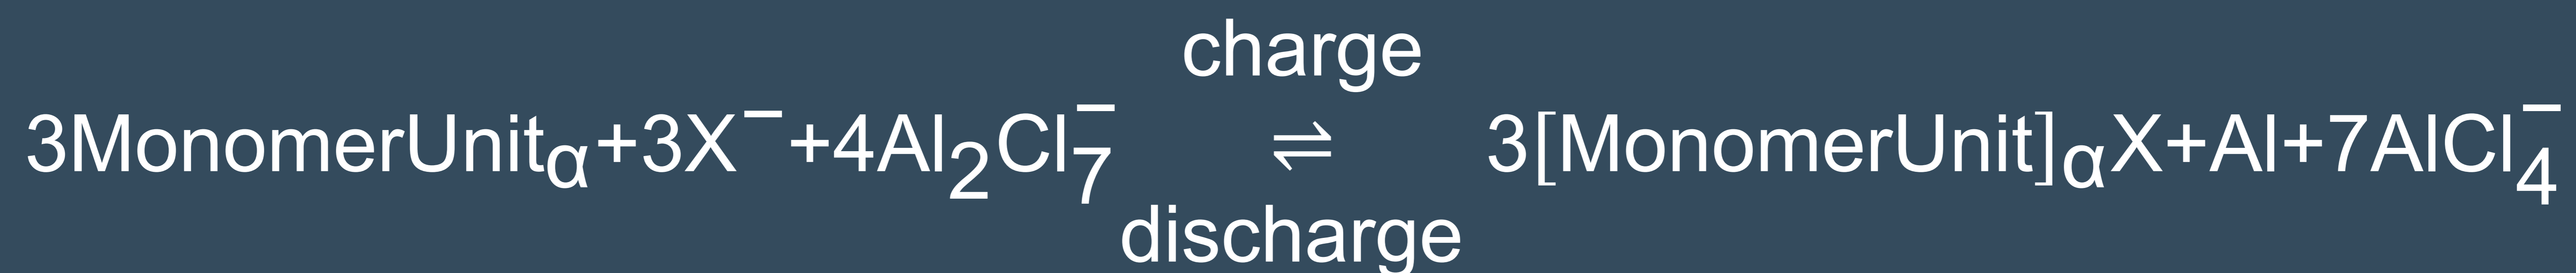 charge
3MonomerUnitα+3X⁻+4Al₂Cl₇⁻ ⇌ 3[MonomerUnit]αX+Al+7AlCl₄⁻
discharge